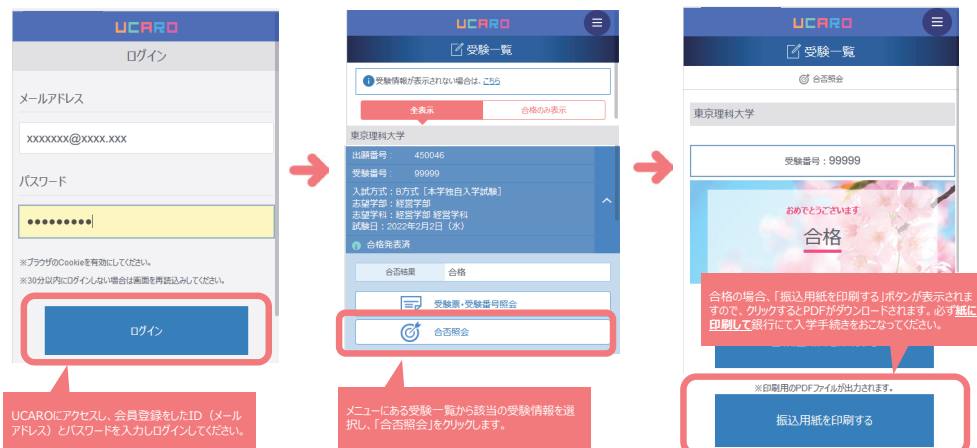 UCARO
ログイン
メールアドレス
xxxxxxx@xxxx.xxx
パスワード
※ブラウザのCookieを有効にしてください。
※30分以内にログインしない場合は画面を再読込みしてください。
ログイン
UCAROにアクセスし、会員登録をしたID（メール
アドレス）とパスワードを入力しログインしてください。
UCARO
受験一覧
受験情報が表示されない場合は、こちら
全表示
合格のみ表示
東京理科大学
出願番号： 450046
受験番号： 99999
入試方式：B方式［本学独自入学試験］
志望学部：経営学部
志望学科：経営学部 経営学科
試験日：2022年2月2日（水）
合格発表済
合否結果 合格
受験票・受験番号照会
合否照会
メニューにある受験一覧から該当の受験情報を選
択し、「合否照会」をクリックします。
UCARO
受験一覧
合否照会
東京理科大学
受験番号：99999
おめでとうございます
合格
合格の場合、「振込用紙を印刷する」ボタンが表示されま
すので、クリックするとPDFがダウンロードされます。必ず紙に
印刷して銀行にて入学手続きをおこなってください。
※印刷用のPDFファイルが出力されます。
振込用紙を印刷する